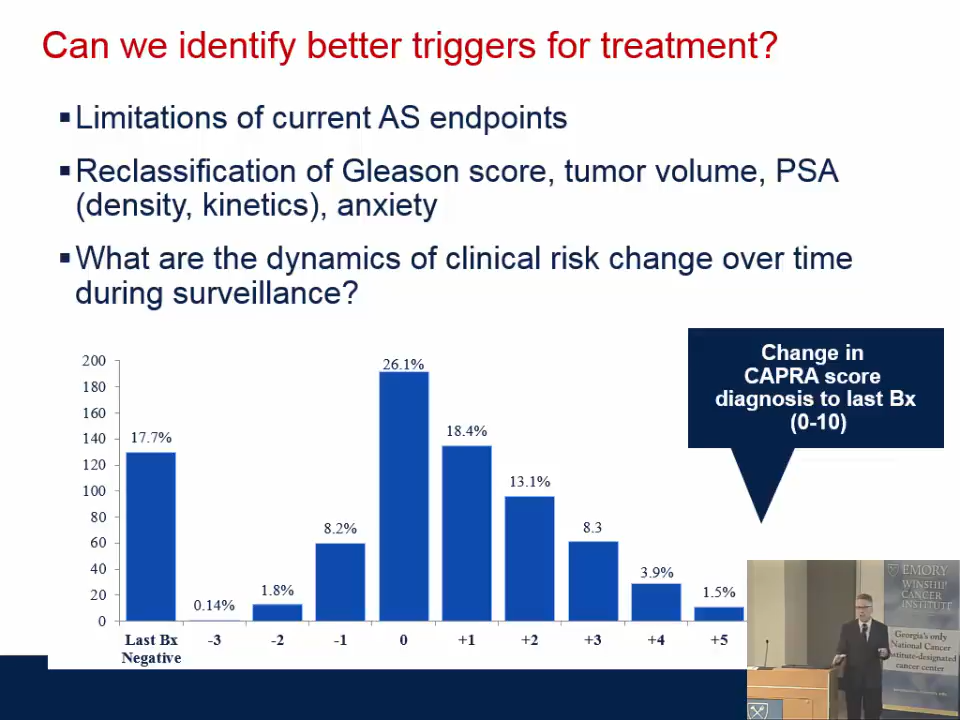 Can we identify better triggers for treatment?
▪Limitations of current AS endpoints
▪Reclassification of Gleason score, tumor volume, PSA
(density, kinetics), anxiety
▪What are the dynamics of clinical risk change over time
during surveillance?
Change in
CAPRA score
diagnosis to last Bx
(0-10)
200
180
160
140
120
100
80
60
40
20
0
17.7%
0.14%
1.8%
8.2%
26.1%
18.4%
13.1%
8.3
3.9%
1.5%
Last Bx
Negative
-3
-2
-1
0
+1
+2
+3
+4
+5
EMORY
WINSHIP
CANCER
INSTITUTE
Georgia's only
National Cancer
Institute-designated
cancer center